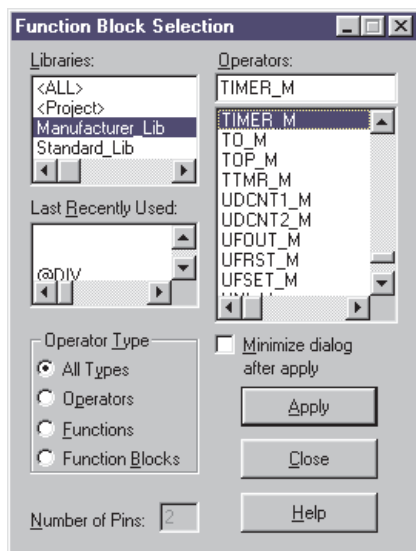 Function Block Selection
Libraries:
<ALL>
<Project>
Manufacturer_Lib
Standard_Lib
Last Recently Used:
@DIV
Operator Type
All Types
Operators
Functions
Function Blocks
Number of Pins: 2
Operators:
TIMER_M
TIMER_M
TO_M
TOP_M
TTMR_M
UDCNT1_M
UDCNT2_M
UFOUT_M
UFRST_M
UFSET_M
Minimize dialog
after apply
Apply
Close
Help